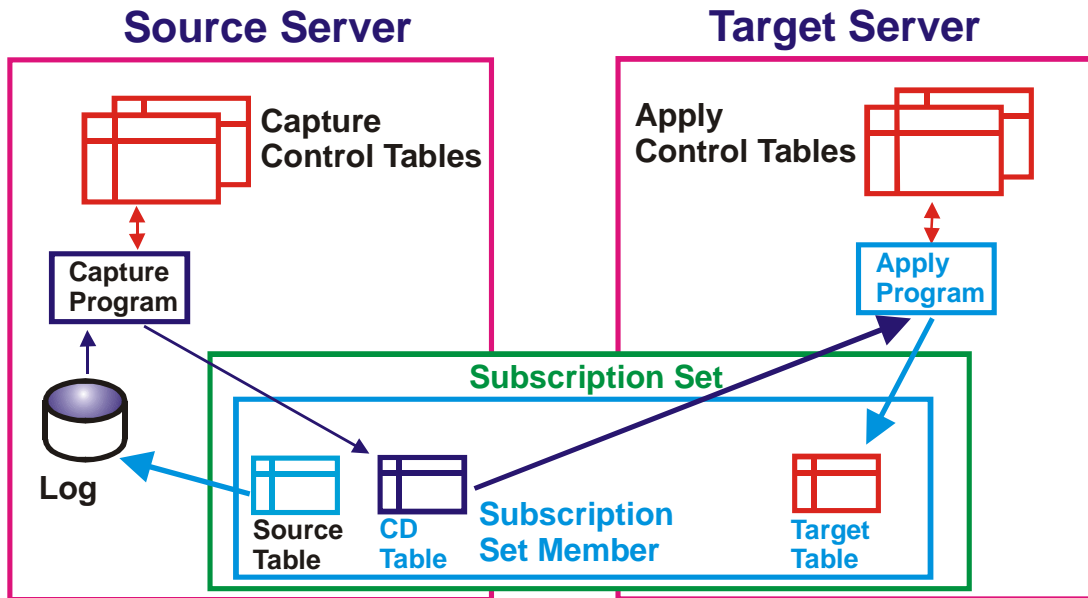 Source Server
Target Server
Capture
Control Tables
Apply
Control Tables
Capture
Program
Apply
Program
Subscription Set
Log
Source
Table
CD
Table
Subscription
Set Member
Target
Table